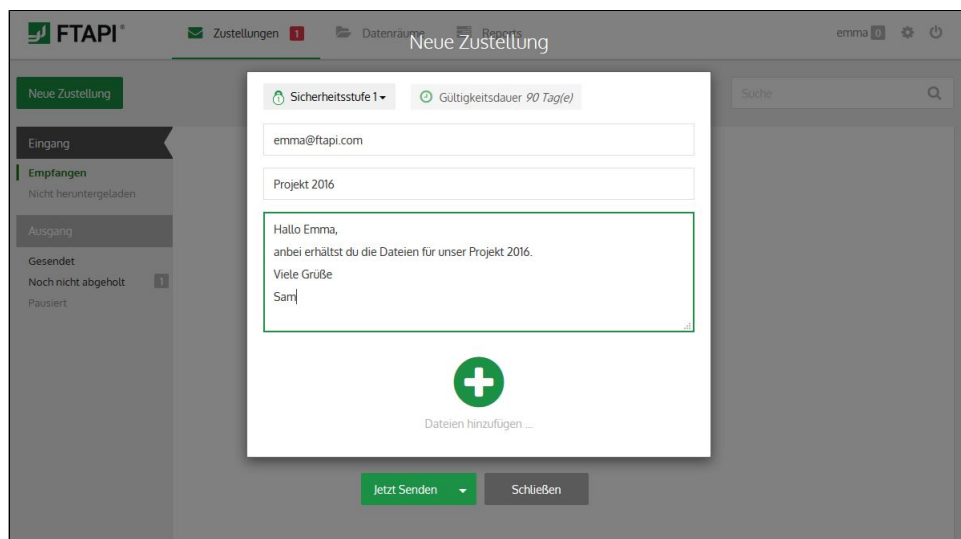 FTAPI®
Zustellungen 1
Datenräume
Reports
emma 0
Neue Zustellung
Neue Zustellung
Suche
Sicherheitsstufe 1
Gültigkeitsdauer 90 Tag(e)
emma@ftapi.com
Projekt 2016
Hallo Emma,
anbei erhältst du die Dateien für unser Projekt 2016.
Viele Grüße
Sam
Dateien hinzufügen ...
Jetzt Senden
Schließen
Eingang
Empfangen
Nicht heruntergeladen
Ausgang
Gesendet
Noch nicht abgeholt 1
Pausiert